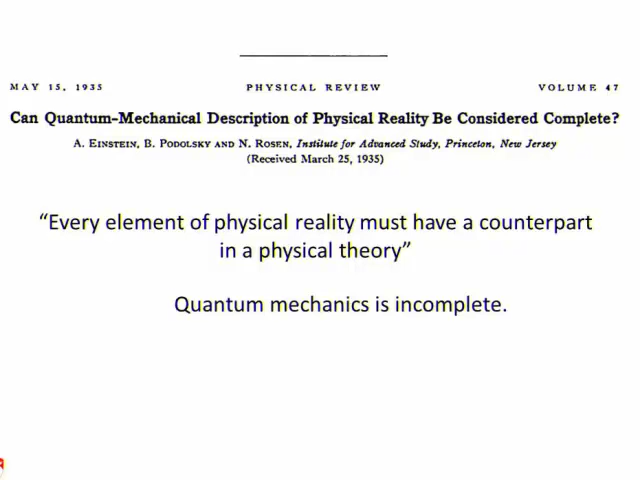 MAY 15, 1935 PHYSICAL REVIEW VOLUME 47
Can Quantum-Mechanical Description of Physical Reality Be Considered Complete?
A. EINSTEIN, B. PODOLSKY AND N. ROSEN, Institute for Advanced Study, Princeton, New Jersey
(Received March 25, 1935)
“Every element of physical reality must have a counterpart
in a physical theory”
Quantum mechanics is incomplete.